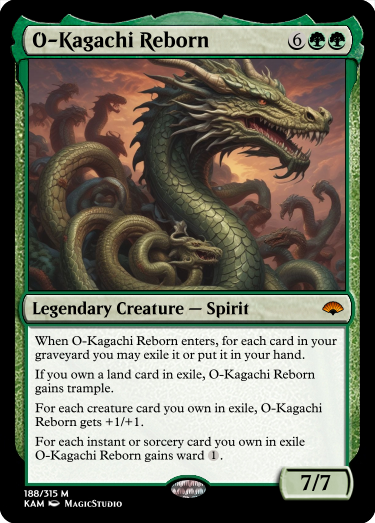 O-Kagachi Reborn 6
Legendary Creature — Spirit
When O-Kagachi Reborn enters, for each card in your
graveyard you may exile it or put it in your hand.
If you own a land card in exile, O-Kagachi Reborn
gains trample.
For each creature card you own in exile, O-Kagachi
Reborn gets +1/+1.
For each instant or sorcery card you own in exile
O-Kagachi Reborn gains ward 1.
7/7
188/315 M
KAM MagicStudio